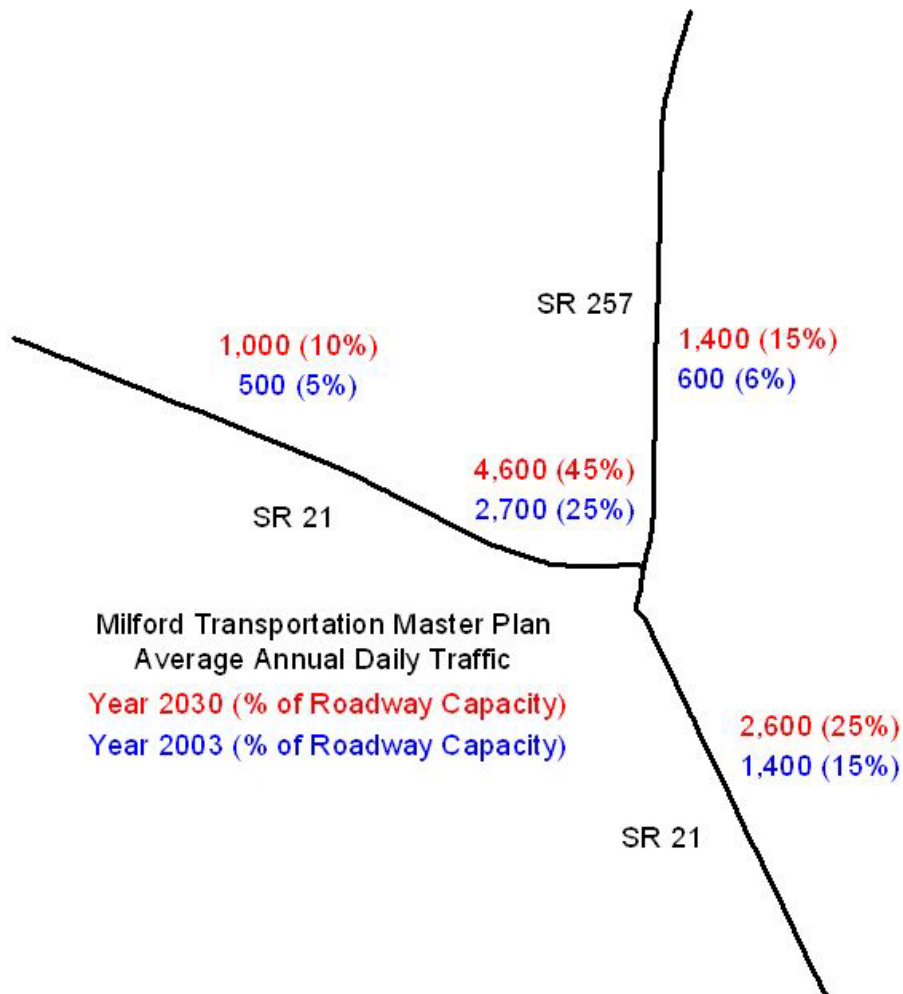 SR 257
1,000 (10%)
500 (5%)
1,400 (15%)
600 (6%)
4,600 (45%)
2,700 (25%)
SR 21
Milford Transportation Master Plan
Average Annual Daily Traffic
Year 2030 (% of Roadway Capacity)
Year 2003 (% of Roadway Capacity)
2,600 (25%)
1,400 (15%)
SR 21